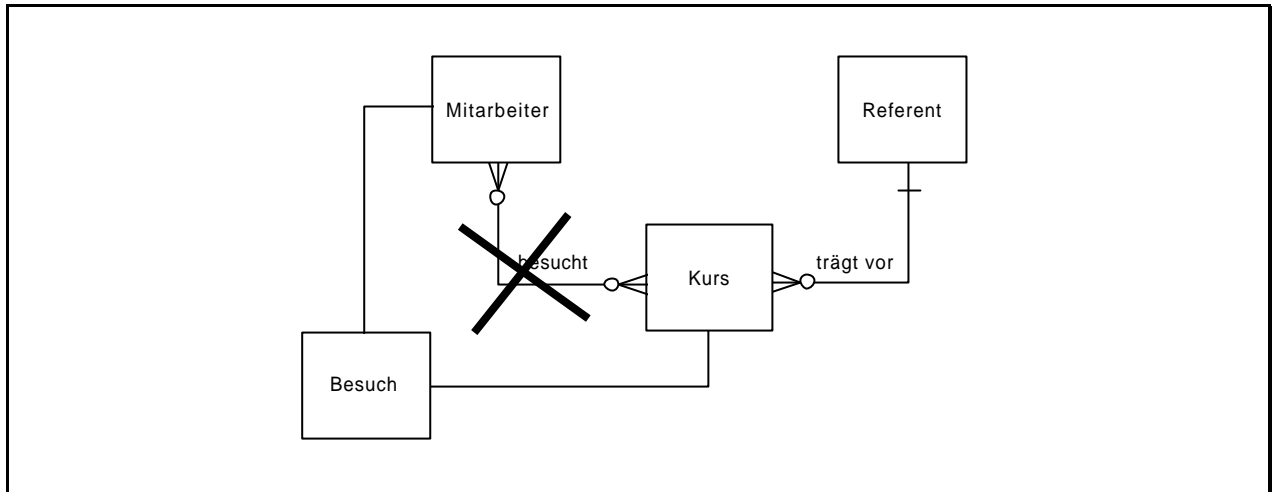 Mitarbeiter
Referent
besucht
trägt vor
Kurs
Besuch